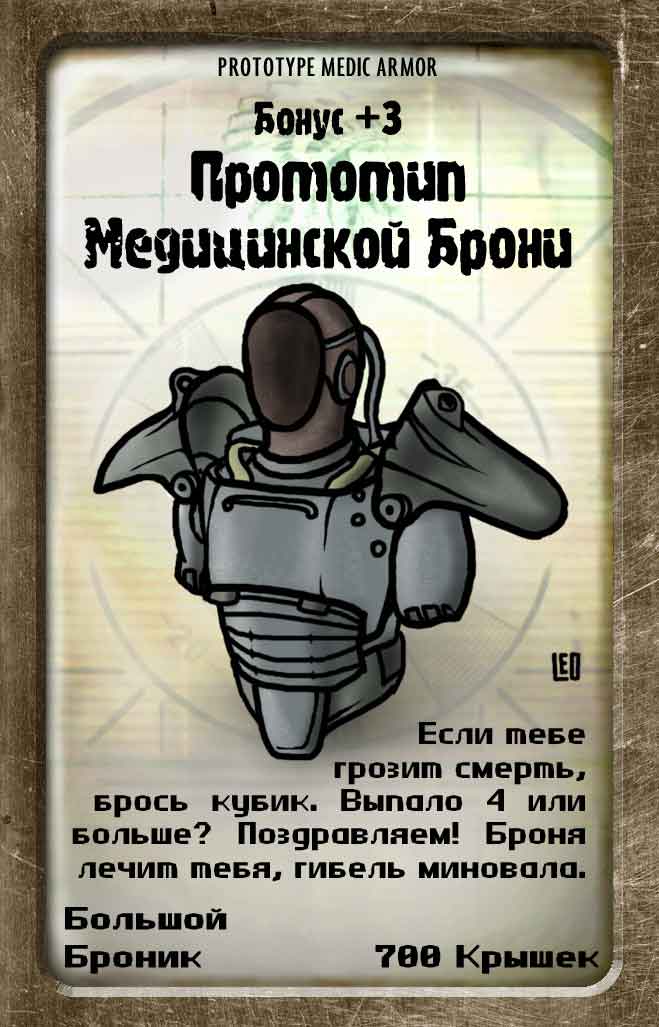 PROTOTYPE MEDIC ARMOR
Бонус +3
Прототип
Медицинской Брони
LEO
Если тебе
грозит смерть,
брось кубик. Выпало 4 или
больше? Поздравляем! Броня
лечит тебя, гибель миновала.
Большой
Броник 700 Крышек